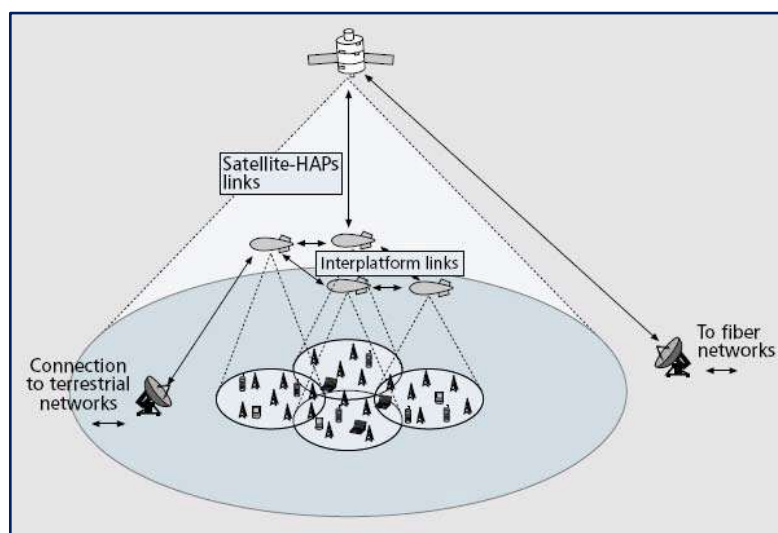 Satellite-HAPs
links
Interplatform links
Connection
to terrestrial
networks
To fiber
networks